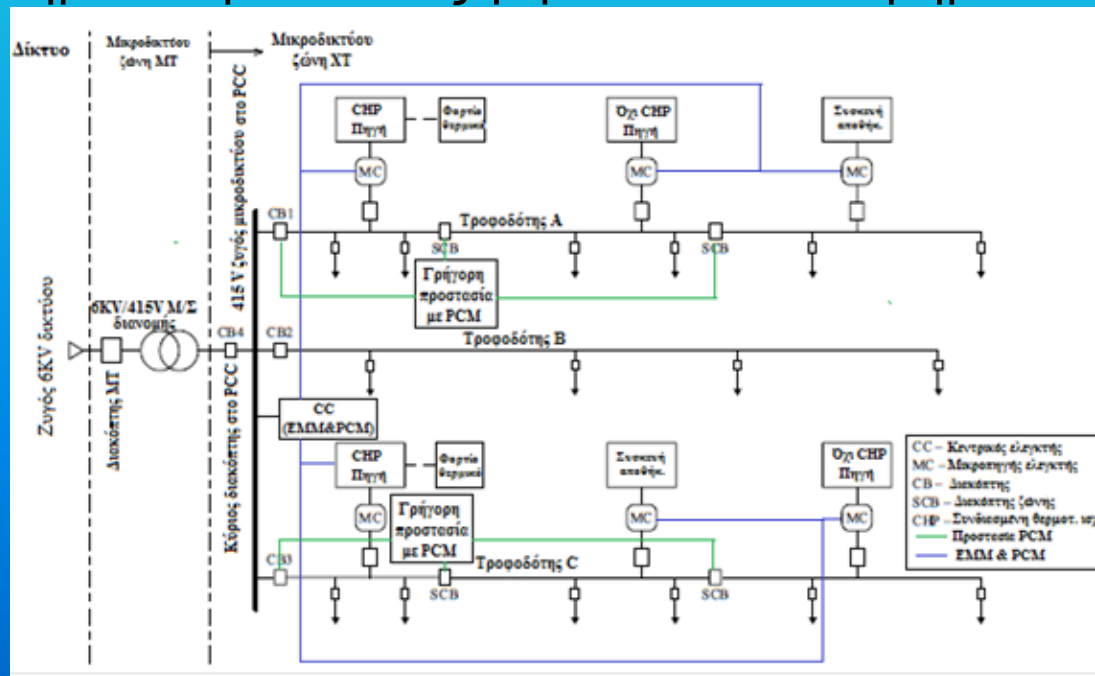 Δίκτυο
Μικροδικτύου
ζώνη ΜΤ
Μικροδικτύου
ζώνη ΧΤ
415 V ζυγός μικροδικτύου στο PCC
CHP
Πηγή
Φορτίο
θερμικό
Όχι CHP
Πηγή
Συσκευή
αποθήκ.
MC
MC
MC
CB1
Τροφοδότης A
SCB
SCB
Γρήγορη
προστασία
με PCM
Ζυγός 6KV δικτύου
6KV/415V Μ/Σ
διανομής
CB4
CB2
Τροφοδότης B
Διακόπτης ΜΤ
Κύριος διακόπτης στο PCC
CC
(EMM&PCM)
CHP
Πηγή
Φορτίο
θερμικό
Συσκευή
αποθήκ.
Όχι CHP
Πηγή
Γρήγορη
προστασία
με PCM
MC
MC
MC
CB3
Τροφοδότης C
SCB
SCB
CC – Κεντρικός ελεγκτής
MC – Μικροπηγής ελεγκτής
CB – Διακόπτης
SCB – Διακόπτης ζώνης
CHP – Συνδιασμένη θερμοτ. ισχ
Προστασία PCM
EMM & PCM